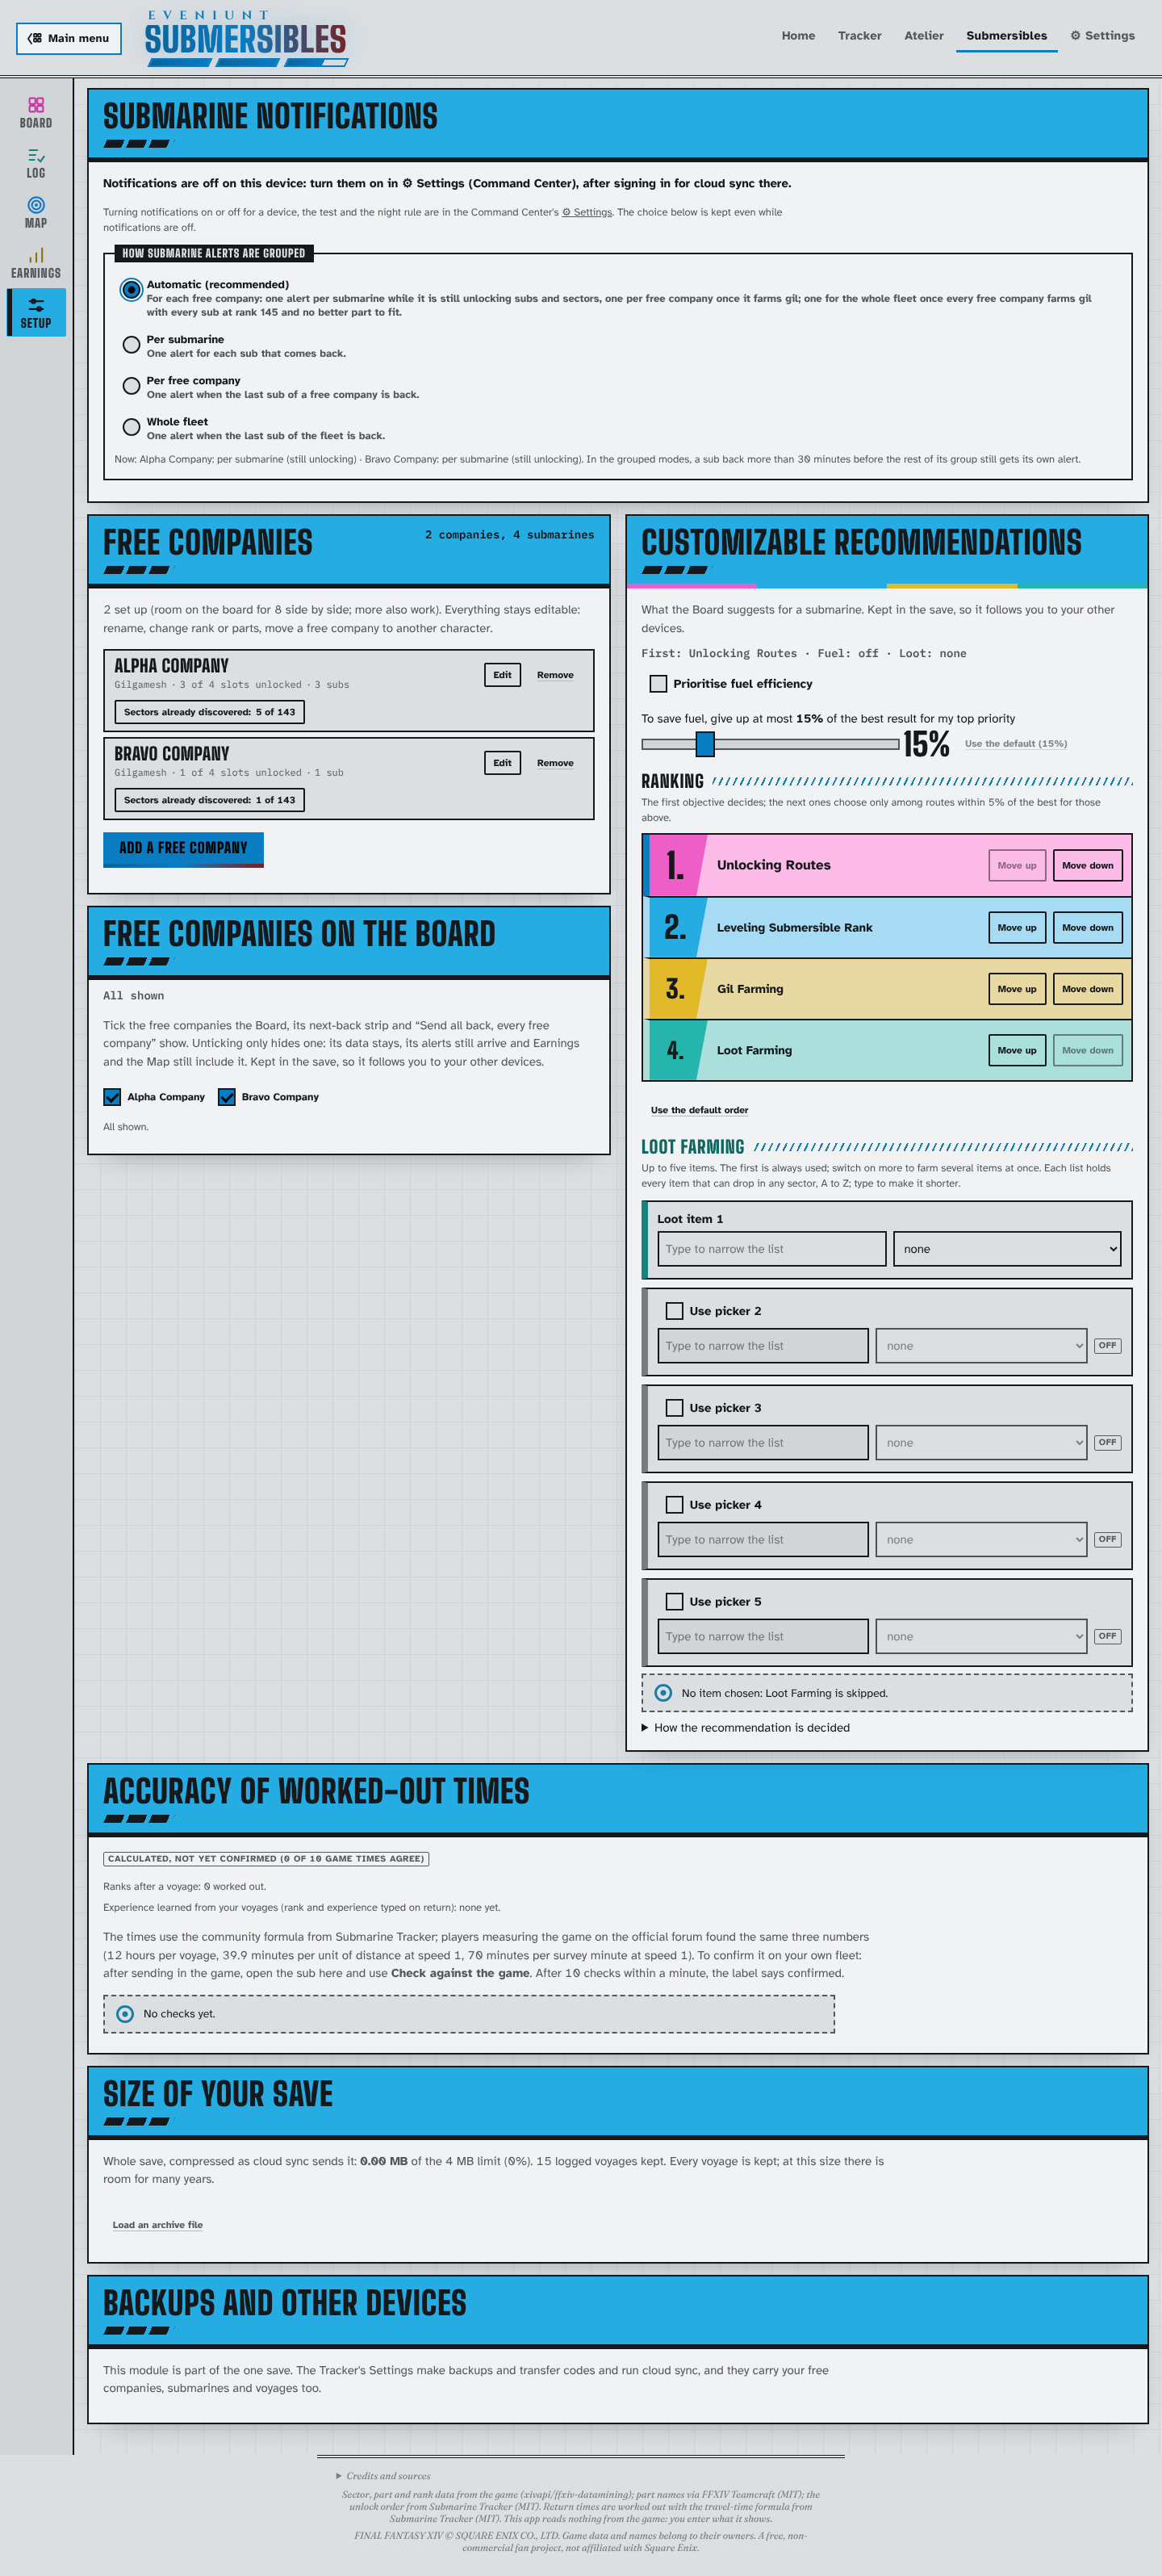 Main menu
EVENIUNT
SUBMERSIBLES
Home
Tracker
Atelier
Submersibles
⚙ Settings
BOARD
LOG
MAP
EARNINGS
SETUP
SUBMARINE NOTIFICATIONS
Notifications are off on this device: turn them on in ⚙ Settings (Command Center), after signing in for cloud sync there.
Turning notifications on or off for a device, the test and the night rule are in the Command Center's ⚙ Settings. The choice below is kept even while
notifications are off.
HOW SUBMARINE ALERTS ARE GROUPED
Automatic (recommended)
For each free company: one alert per submarine while it is still unlocking subs and sectors, one per free company once it farms gil; one for the whole fleet once every free company farms gil
with every sub at rank 145 and no better part to fit.
Per submarine
One alert for each sub that comes back.
Per free company
One alert when the last sub of a free company is back.
Whole fleet
One alert when the last sub of the fleet is back.
Now: Alpha Company: per submarine (still unlocking) · Bravo Company: per submarine (still unlocking). In the grouped modes, a sub back more than 30 minutes before the rest of its group still gets its own alert.
FREE COMPANIES
2 companies, 4 submarines
2 set up (room on the board for 8 side by side; more also work). Everything stays editable:
rename, change rank or parts, move a free company to another character.
ALPHA COMPANY
Gilgamesh · 3 of 4 slots unlocked · 3 subs
Edit
Remove
Sectors already discovered: 5 of 143
BRAVO COMPANY
Gilgamesh · 1 of 4 slots unlocked · 1 sub
Edit
Remove
Sectors already discovered: 1 of 143
ADD A FREE COMPANY
FREE COMPANIES ON THE BOARD
All shown
Tick the free companies the Board, its next-back strip and “Send all back, every free
company” show. Unticking only hides one: its data stays, its alerts still arrive and Earnings
and the Map still include it. Kept in the save, so it follows you to your other devices.
Alpha Company
Bravo Company
All shown.
CUSTOMIZABLE RECOMMENDATIONS
What the Board suggests for a submarine. Kept in the save, so it follows you to your other
devices.
First: Unlocking Routes · Fuel: off · Loot: none
Prioritise fuel efficiency
To save fuel, give up at most 15% of the best result for my top priority
15%
Use the default (15%)
RANKING
The first objective decides; the next ones choose only among routes within 5% of the best for those
above.
1.
Unlocking Routes
Move up
Move down
2.
Leveling Submersible Rank
Move up
Move down
3.
Gil Farming
Move up
Move down
4.
Loot Farming
Move up
Move down
Use the default order
LOOT FARMING
Up to five items. The first is always used; switch on more to farm several items at once. Each list holds
every item that can drop in any sector, A to Z; type to make it shorter.
Loot item 1
Type to narrow the list
none
Use picker 2
Type to narrow the list
none
OFF
Use picker 3
Type to narrow the list
none
OFF
Use picker 4
Type to narrow the list
none
OFF
Use picker 5
Type to narrow the list
none
OFF
No item chosen: Loot Farming is skipped.
How the recommendation is decided
ACCURACY OF WORKED-OUT TIMES
CALCULATED, NOT YET CONFIRMED (0 OF 10 GAME TIMES AGREE)
Ranks after a voyage: 0 worked out.
Experience learned from your voyages (rank and experience typed on return): none yet.
The times use the community formula from Submarine Tracker; players measuring the game on the official forum found the same three numbers
(12 hours per voyage, 39.9 minutes per unit of distance at speed 1, 70 minutes per survey minute at speed 1). To confirm it on your own fleet:
after sending in the game, open the sub here and use Check against the game. After 10 checks within a minute, the label says confirmed.
No checks yet.
SIZE OF YOUR SAVE
Whole save, compressed as cloud sync sends it: 0.00 MB of the 4 MB limit (0%). 15 logged voyages. Every voyage is kept; at this size there is
room for many years.
Load an archive file
BACKUPS AND OTHER DEVICES
This module is part of the one save. The Tracker's Settings make backups and transfer codes and run cloud sync, and they carry your free
companies, submarines and voyages too.
Credits and sources
Sector, part and rank data from the game (xivapi/ffxiv-datamining); part names via FFXIV Teamcraft (MIT); the
unlock order from Submarine Tracker (MIT). Return times are worked out with the travel-time formula from
Submarine Tracker (MIT). This app reads nothing from the game: you enter what it shows.
FINAL FANTASY XIV © SQUARE ENIX CO., LTD. Game data and names belong to their owners. A free, non-
commercial fan project, not affiliated with Square Enix.